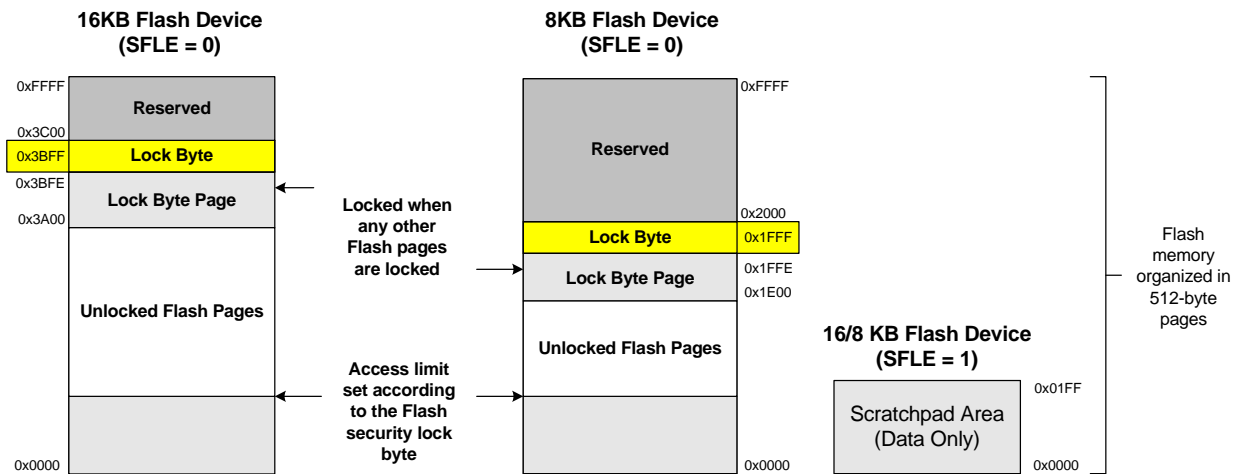 16KB Flash Device
(SFLE = 0)
0xFFFF
Reserved
0x3C00
0x3BFF
Lock Byte
0x3BFE
Lock Byte Page
0x3A00
Unlocked Flash Pages
0x0000
Locked when
any other
Flash pages
are locked
Access limit
set according
to the Flash
security lock
byte
8KB Flash Device
(SFLE = 0)
0xFFFF
Reserved
0x2000
Lock Byte
0x1FFF
0x1FFE
Lock Byte Page
0x1E00
Unlocked Flash Pages
0x0000
16/8 KB Flash Device
(SFLE = 1)
0x01FF
Scratchpad Area
(Data Only)
0x0000
Flash
memory
organized in
512-byte
pages